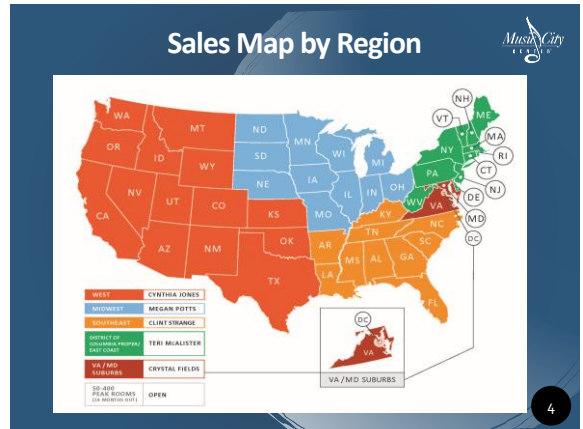 Sales Map by Region
Music City
CENTER
WA
OR
CA
NV
ID
MT
WY
UT
CO
AZ
NM
KS
OK
TX
ND
SD
NE
MN
IA
MO
WI
IL
MI
IN
OH
AR
LA
MS
AL
TN
KY
GA
FL
SC
NC
VA
WV
PA
NY
VT
NH
ME
MA
RI
CT
NJ
DE
MD
DC
WEST CYNTHIA JONES
MIDWEST MEGAN POTTS
SOUTHEAST CLINT STRANGE
DISTRICT OF
COLUMBIA PROPER/
EAST COAST
TERI McALISTER
VA / MD
SUBURBS
CRYSTAL FIELDS
50-400
PEAK ROOMS
OPEN
DC
VA
VA / MD SUBURBS
4